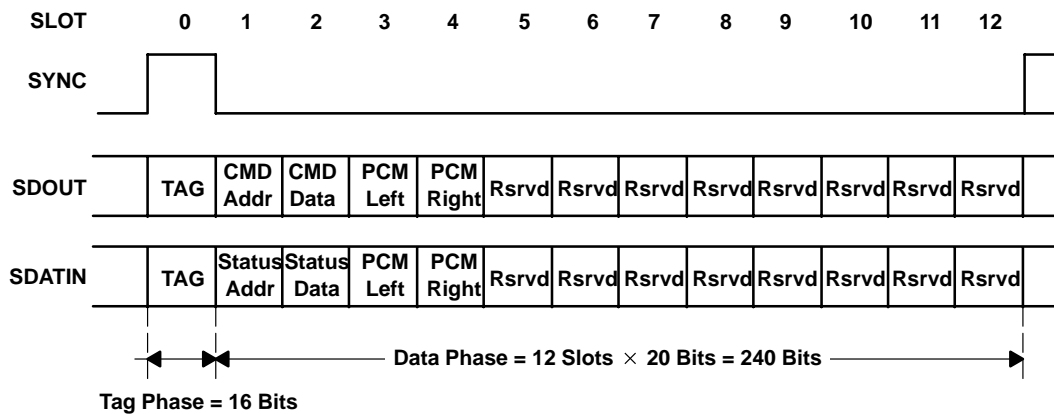 SLOT 0 1 2 3 4 5 6 7 8 9 10 11 12
SYNC
SDOUT TAG CMD Addr CMD Data PCM Left PCM Right Rsrvd Rsrvd Rsrvd Rsrvd Rsrvd Rsrvd Rsrvd Rsrvd
SDATIN TAG Status Addr Status Data PCM Left PCM Right Rsrvd Rsrvd Rsrvd Rsrvd Rsrvd Rsrvd Rsrvd Rsrvd
Data Phase = 12 Slots × 20 Bits = 240 Bits
Tag Phase = 16 Bits